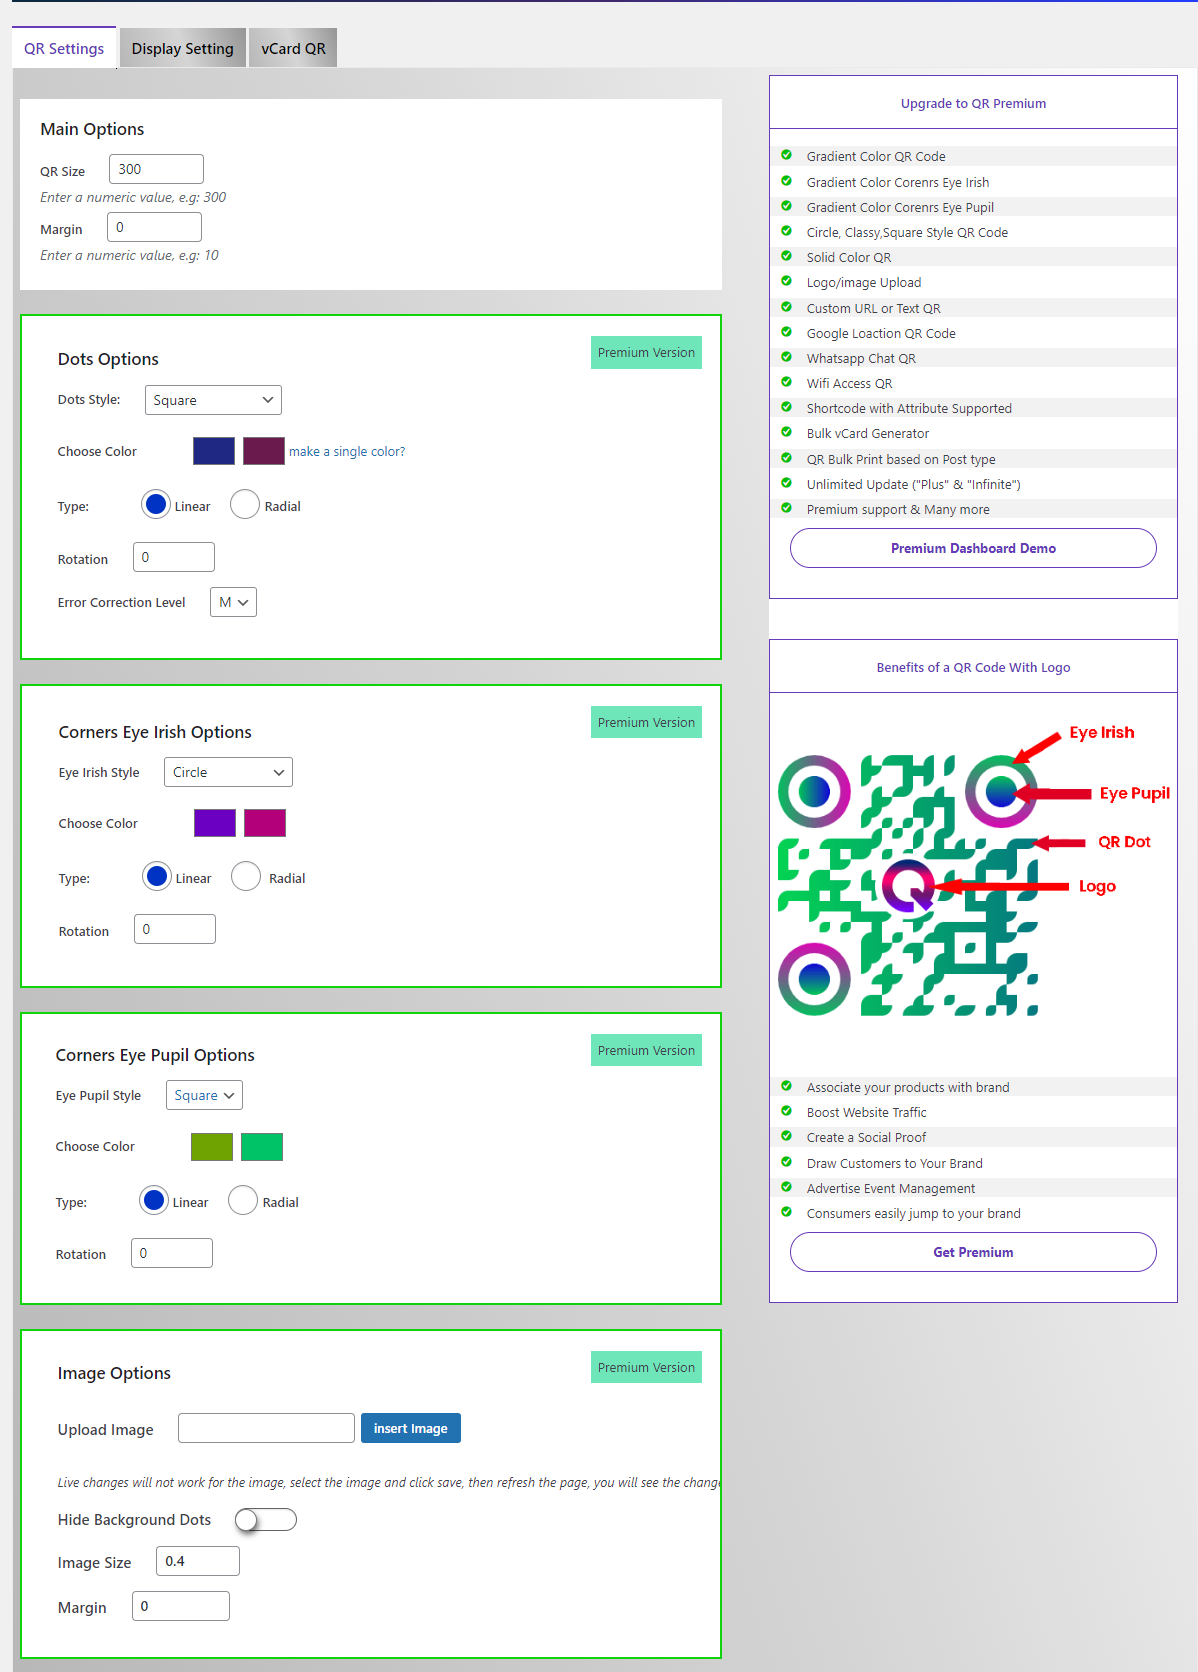 QR Settings
Display Setting
vCard QR
Main Options
QR Size 300
Enter a numeric value, e.g: 300
Margin 0
Enter a numeric value, e.g: 10
Dots Options
Premium Version
Dots Style: Square
Choose Color make a single color?
Type: Linear Radial
Rotation 0
Error Correction Level M
Corners Eye Irish Options
Premium Version
Eye Irish Style Circle
Choose Color
Type: Linear Radial
Rotation 0
Corners Eye Pupil Options
Premium Version
Eye Pupil Style Square
Choose Color
Type: Linear Radial
Rotation 0
Image Options
Premium Version
Upload Image insert Image
Live changes will not work for the image, select the image and click save, then refresh the page, you will see the change
Hide Background Dots
Image Size 0.4
Margin 0
Upgrade to QR Premium
Gradient Color QR Code
Gradient Color Corenrs Eye Irish
Gradient Color Corenrs Eye Pupil
Circle, Classy,Square Style QR Code
Solid Color QR
Logo/image Upload
Custom URL or Text QR
Google Loaction QR Code
Whatsapp Chat QR
Wifi Access QR
Shortcode with Attribute Supported
Bulk vCard Generator
QR Bulk Print based on Post type
Unlimited Update ("Plus" & "Infinite")
Premium support & Many more
Premium Dashboard Demo
Benefits of a QR Code With Logo
Eye Irish
Eye Pupil
QR Dot
Logo
Associate your products with brand
Boost Website Traffic
Create a Social Proof
Draw Customers to Your Brand
Advertise Event Management
Consumers easily jump to your brand
Get Premium